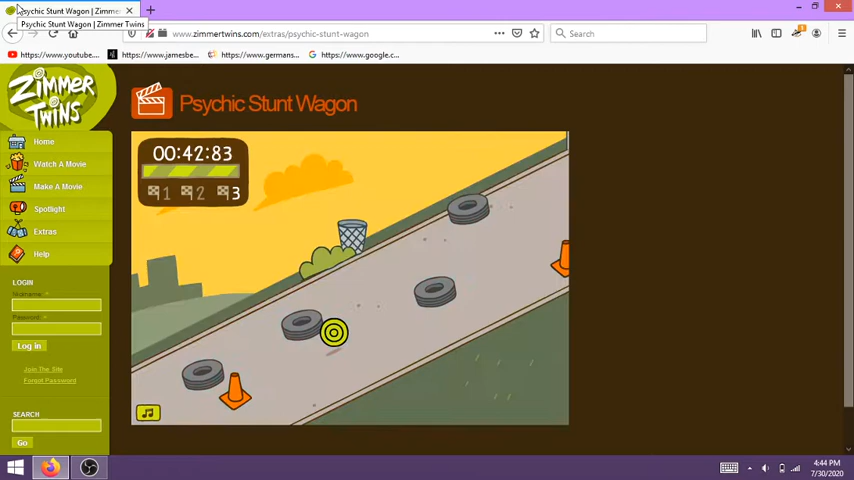 Psychic Stunt Wagon | Zimme
Psychic Stunt Wagon | Zimmer Twins
www.zimmertwins.com/extras/psychic-stunt-wagon
Search
https://www.youtube....
https://www.jamesbe...
https://www.germans...
https://www.google.c...
ZIMMER
TWINS
Psychic Stunt Wagon
Home
Watch A Movie
Make A Movie
Spotlight
Extras
Help
00:42:83
1 2 3
LOGIN
Nickname: *
Password: *
Log in
Join The Site
Forgot Password
SEARCH
Go
4:44 PM
7/30/2020